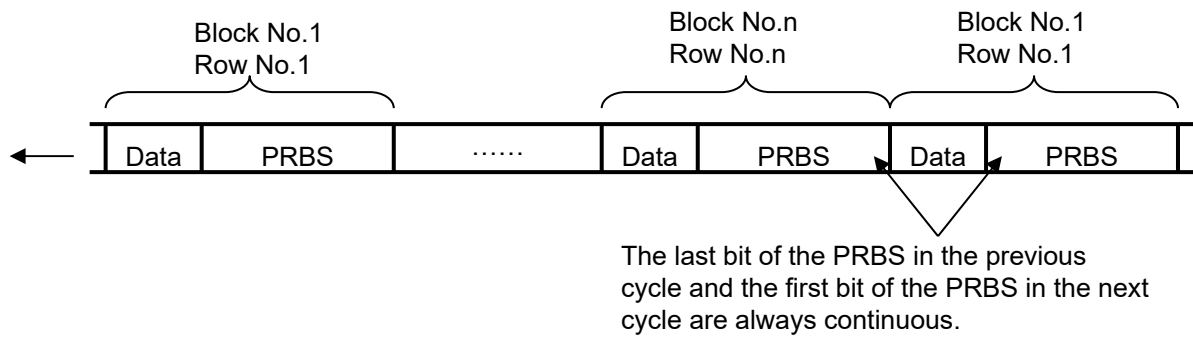 Block No.1
Row No.1
Block No.n
Row No.n
Block No.1
Row No.1
Data PRBS ...... Data PRBS Data PRBS
The last bit of the PRBS in the previous
cycle and the first bit of the PRBS in the next
cycle are always continuous.